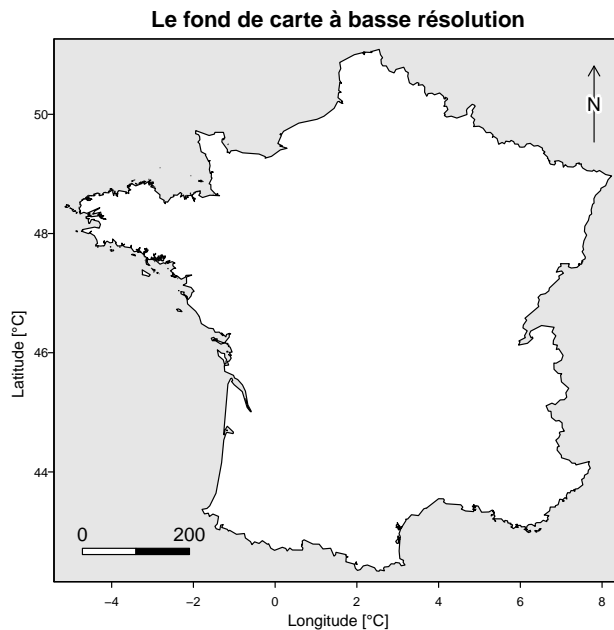 Le fond de carte à basse résolution
N
50
48
46
44
Latitude [°C]
0 200
−4 −2 0 2 4 6 8
Longitude [°C]